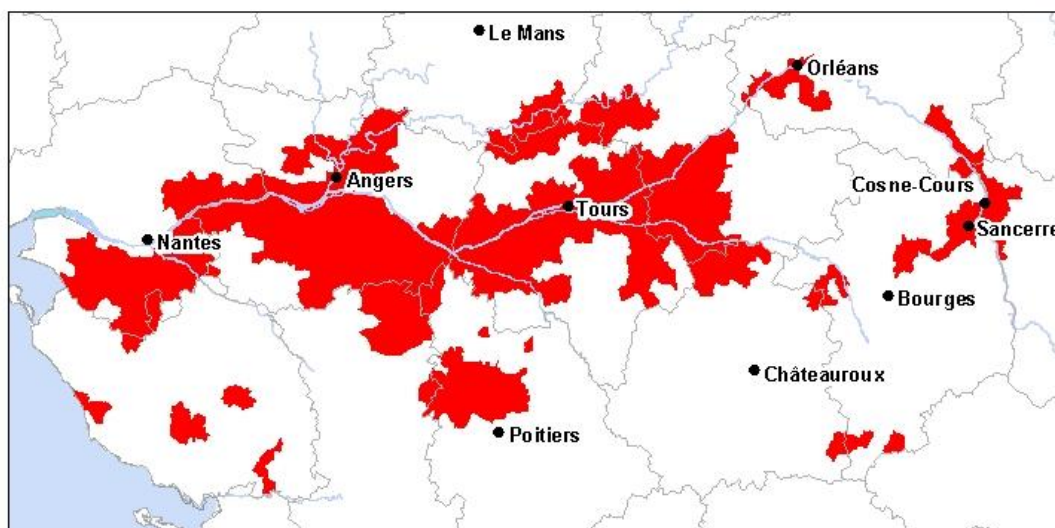 Le Mans
Orléans
Angers
Cosne-Cours
Tours
Sancerre
Nantes
Bourges
Châteauroux
Poitiers